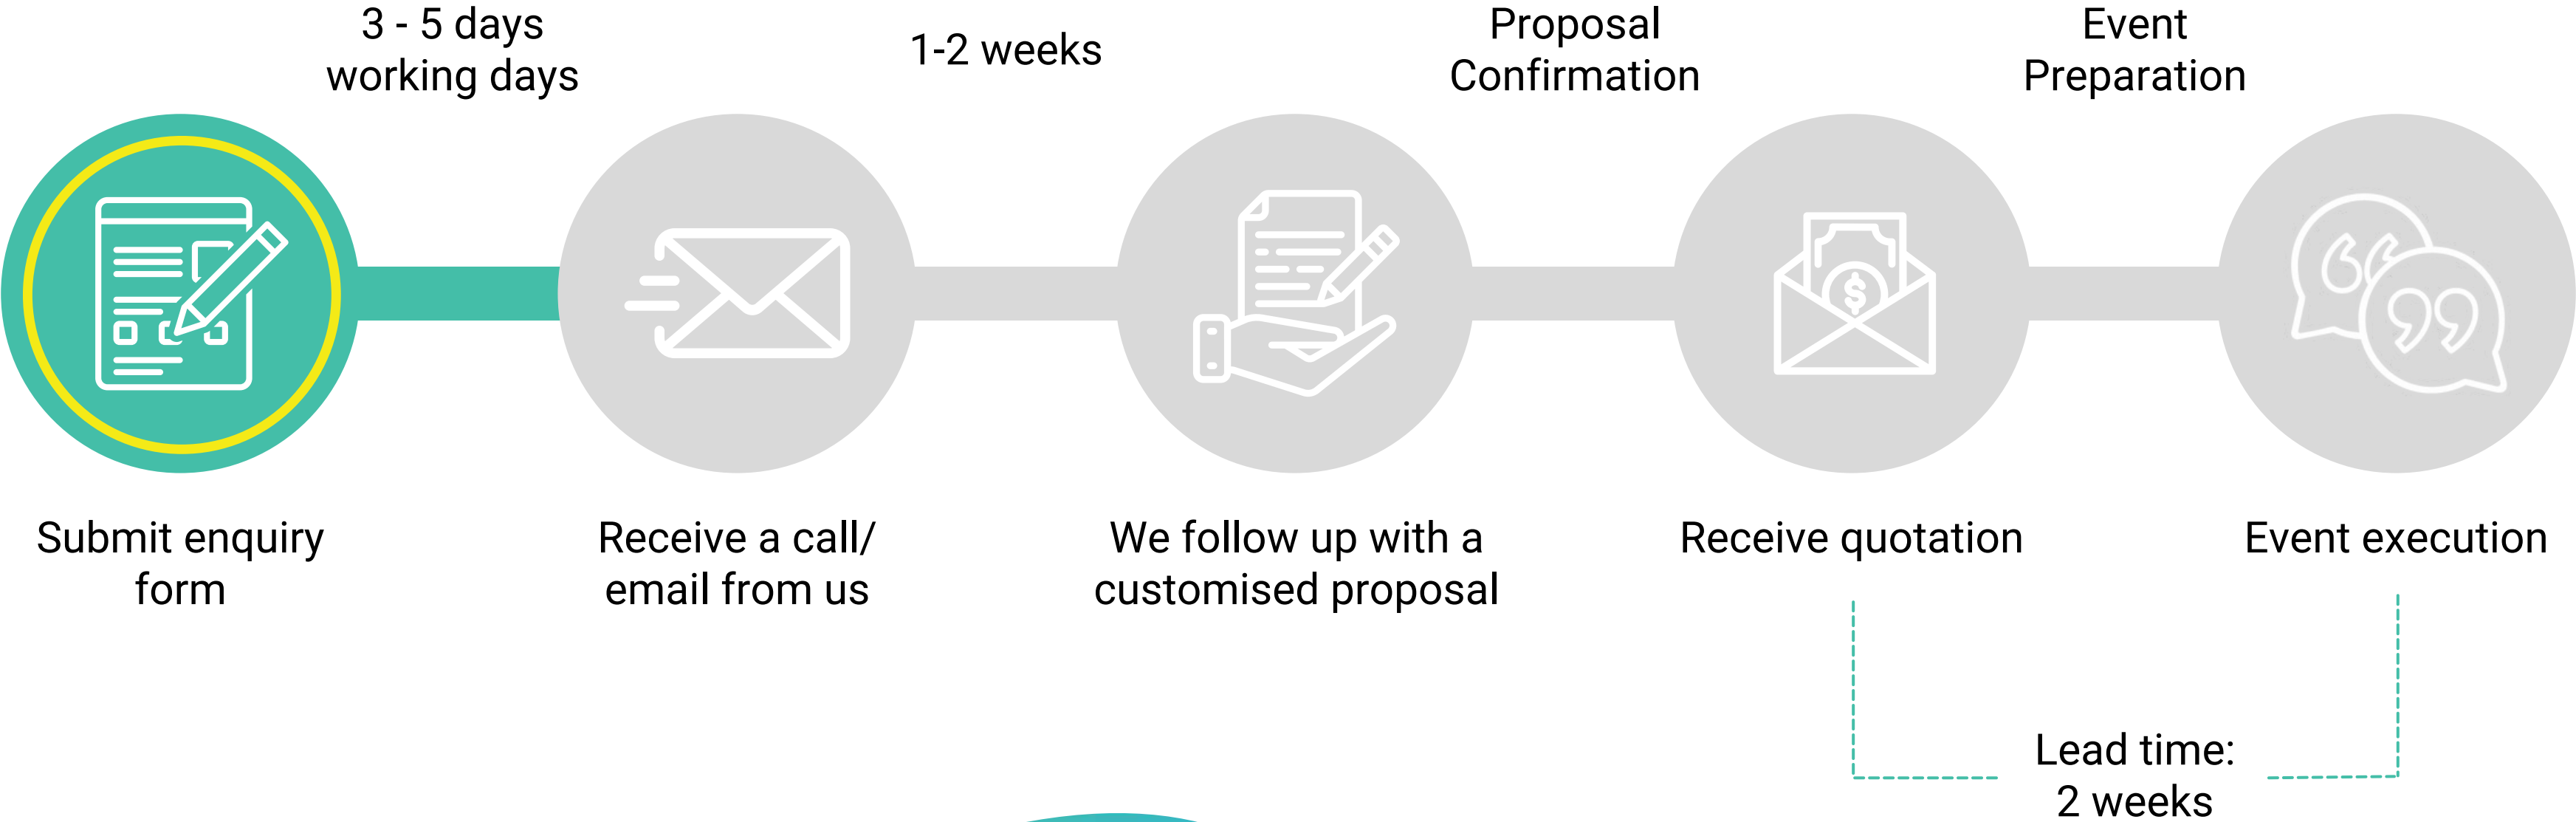 3 - 5 days
working days
1-2 weeks
Proposal
Confirmation
Event
Preparation
$
Submit enquiry
form
Receive a call/
email from us
We follow up with a
customised proposal
Receive quotation
Event execution
Lead time:
2 weeks